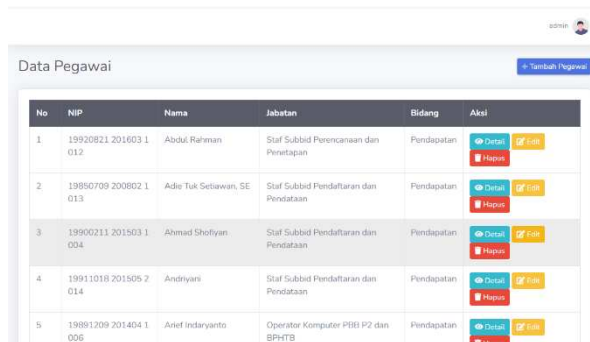 admin
Data Pegawai
+ Tambah Pegawai
No NIP Nama Jabatan Bidang Aksi
1 19920821 201603 1 Abdul Rahman Staf Subbid Perencanaan dan Pendapatan Detail Edit
012 Penetapan Hapus
2 19850709 200802 1 Adie Tuk Setiawan, SE Staf Subbid Pendaftaran dan Pendapatan Detail Edit
013 Pendataan Hapus
3 19900211 201503 1 Ahmad Shofiyan Staf Subbid Pendaftaran dan Pendapatan Detail Edit
004 Pendataan Hapus
4 19911018 201505 2 Andriyani Staf Subbid Pendaftaran dan Pendapatan Detail Edit
014 Pendataan Hapus
5 19891209 201404 1 Arief Indaryanto Operator Komputer PBB P2 dan Pendapatan Detail Edit
006 BPHTB Hapus